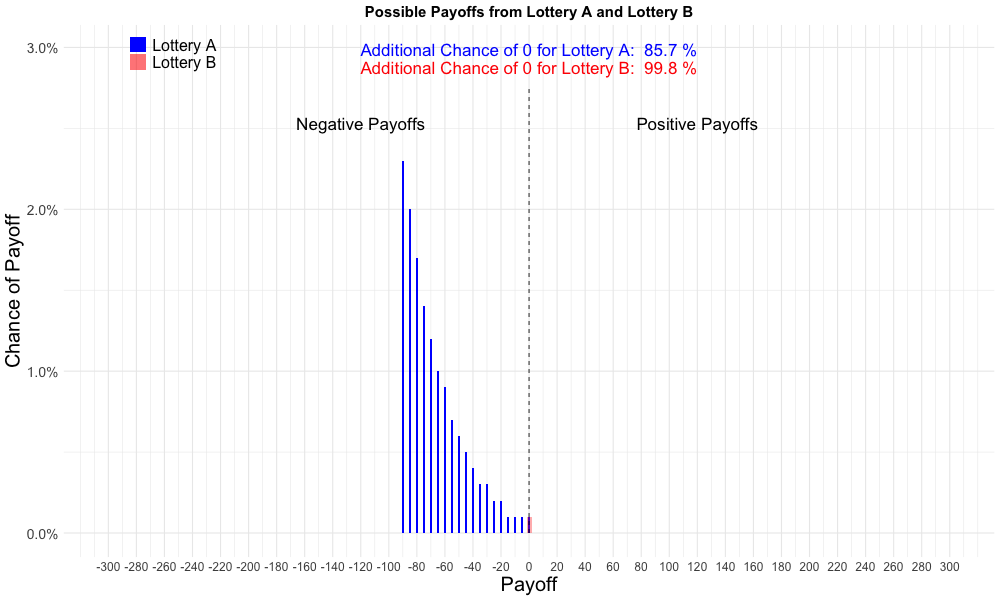 Possible Payoffs from Lottery A and Lottery B
Lottery A
Lottery B
Additional Chance of 0 for Lottery A: 85.7 %
Additional Chance of 0 for Lottery B: 99.8 %
Negative Payoffs
Positive Payoffs
Chance of Payoff
3.0%
2.0%
1.0%
0.0%
-300 -280 -260 -240 -220 -200 -180 -160 -140 -120 -100 -80 -60 -40 -20 0 20 40 60 80 100 120 140 160 180 200 220 240 260 280 300
Payoff